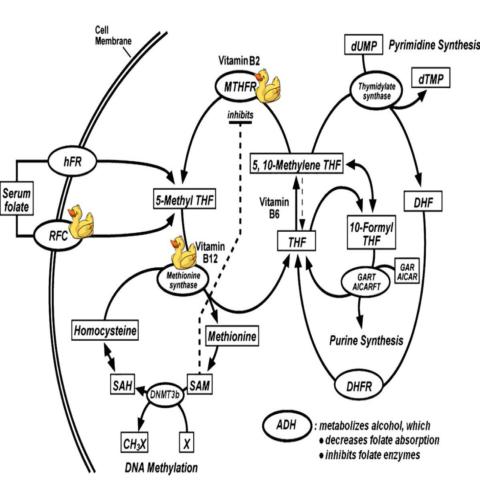 Cell
Membrane
Vitamin B2
MTHFR
inhibits
dUMP
Pyrimidine Synthesis
Thymidylate
synthase
dTMP
hFR
Serum
folate
RFC
5-Methyl THF
5, 10-Methylene THF
Vitamin
B6
THF
10-Formyl
THF
DHF
Vitamin
B12
Methionine
synthase
GART
AICARFT
GAR
AICAR
Homocysteine
Methionine
Purine Synthesis
SAH
DNMT3b
SAM
DHFR
CH3X
X
DNA Methylation
ADH : metabolizes alcohol, which
• decreases folate absorption
• inhibits folate enzymes